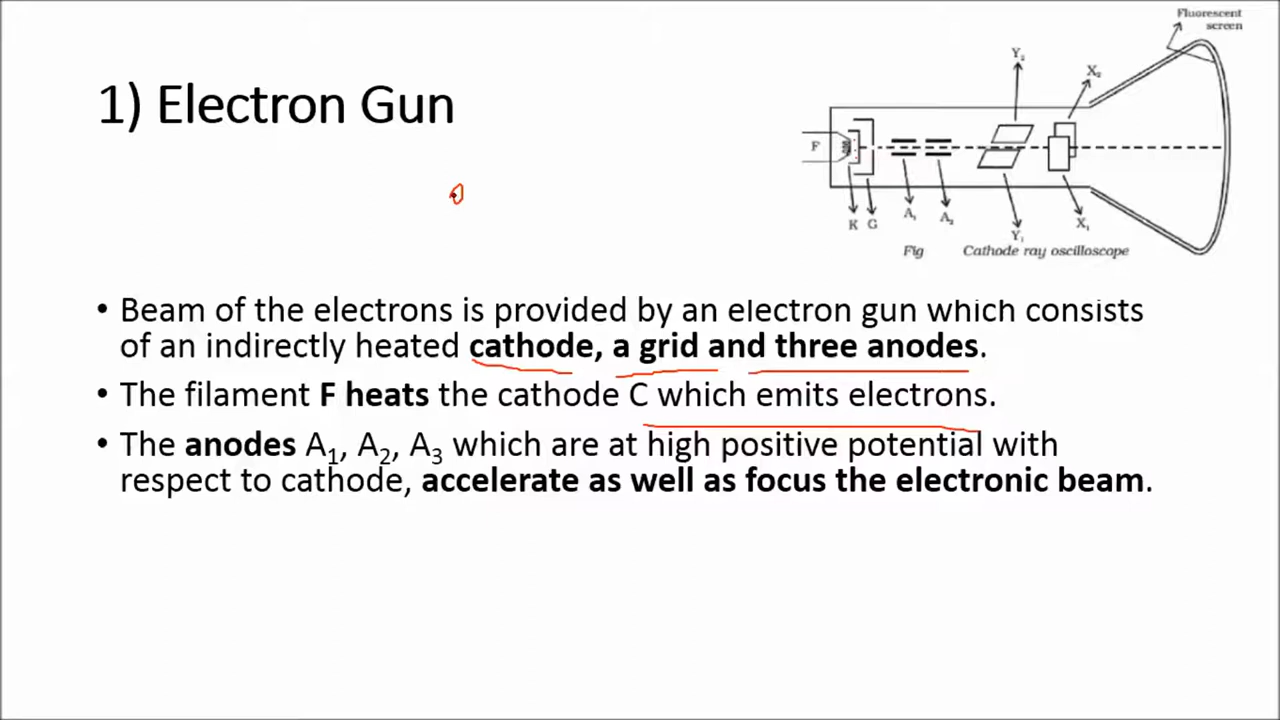 1) Electron Gun
Fluorescent
screen
Y₂
X₂
F
K G A₁ A₂
Y₁
X₁
Fig Cathode ray oscilloscope
• Beam of the electrons is provided by an electron gun which consists
of an indirectly heated cathode, a grid and three anodes.
• The filament F heats the cathode C which emits electrons.
• The anodes A₁, A₂, A₃ which are at high positive potential with
respect to cathode, accelerate as well as focus the electronic beam.